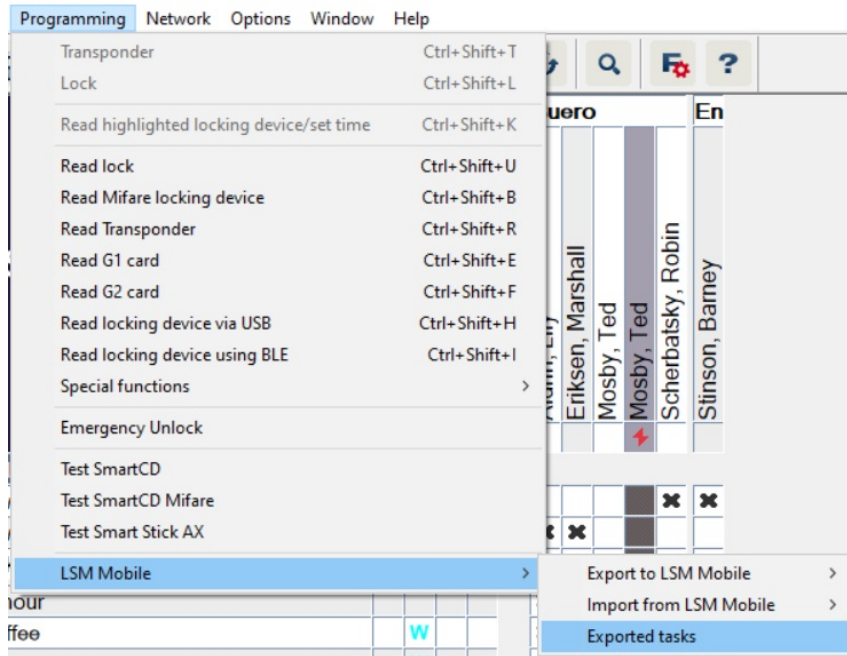 Programming Network Options Window Help
Transponder Ctrl+Shift+T
Lock Ctrl+Shift+L
?
Read highlighted locking device/set time Ctrl+Shift+K
uero
En
Read lock Ctrl+Shift+U
Read Mifare locking device Ctrl+Shift+B
Read Transponder Ctrl+Shift+R
Read G1 card Ctrl+Shift+E
Read G2 card Ctrl+Shift+F
Read locking device via USB Ctrl+Shift+H
Read locking device using BLE Ctrl+Shift+I
Special functions >
Eriksen, Marshall
Mosby, Ted
Mosby, Ted
Scherbatsky, Robin
Stinson, Barney
Emergency Unlock
Test SmartCD
Test SmartCD Mifare
Test Smart Stick AX
LSM Mobile >
Export to LSM Mobile >
Import from LSM Mobile >
Exported tasks
nour
ffee W